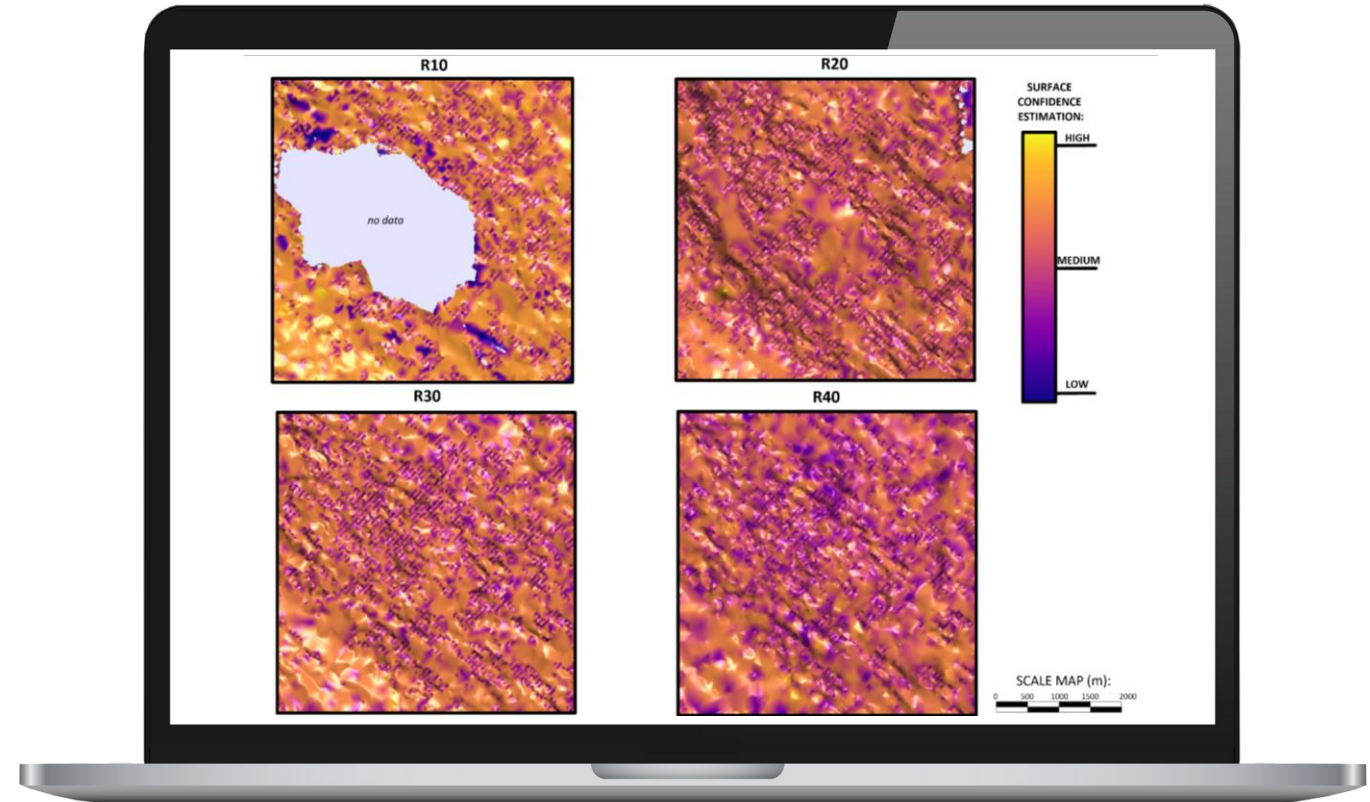 R10
R20
SURFACE
CONFIDENCE
ESTIMATION:
HIGH
no data
MEDIUM
LOW
R30
R40
SCALE MAP (m):
0 500 1000 1500 2000